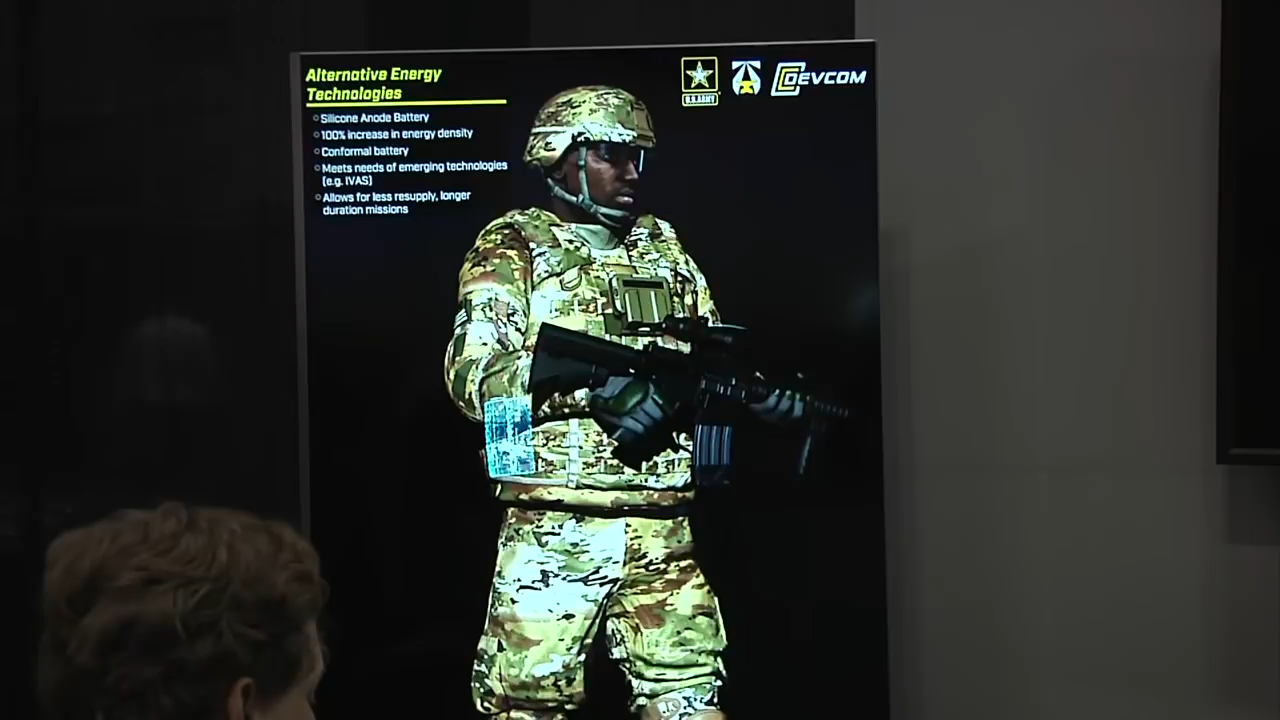 Alternative Energy
Technologies
Silicone Anode Battery
100% increase in energy density
Conformal battery
Meets needs of emerging technologies
(e.g. IVAS)
Allows for less resupply, longer
duration missions
U.S.ARMY
DEVCOM